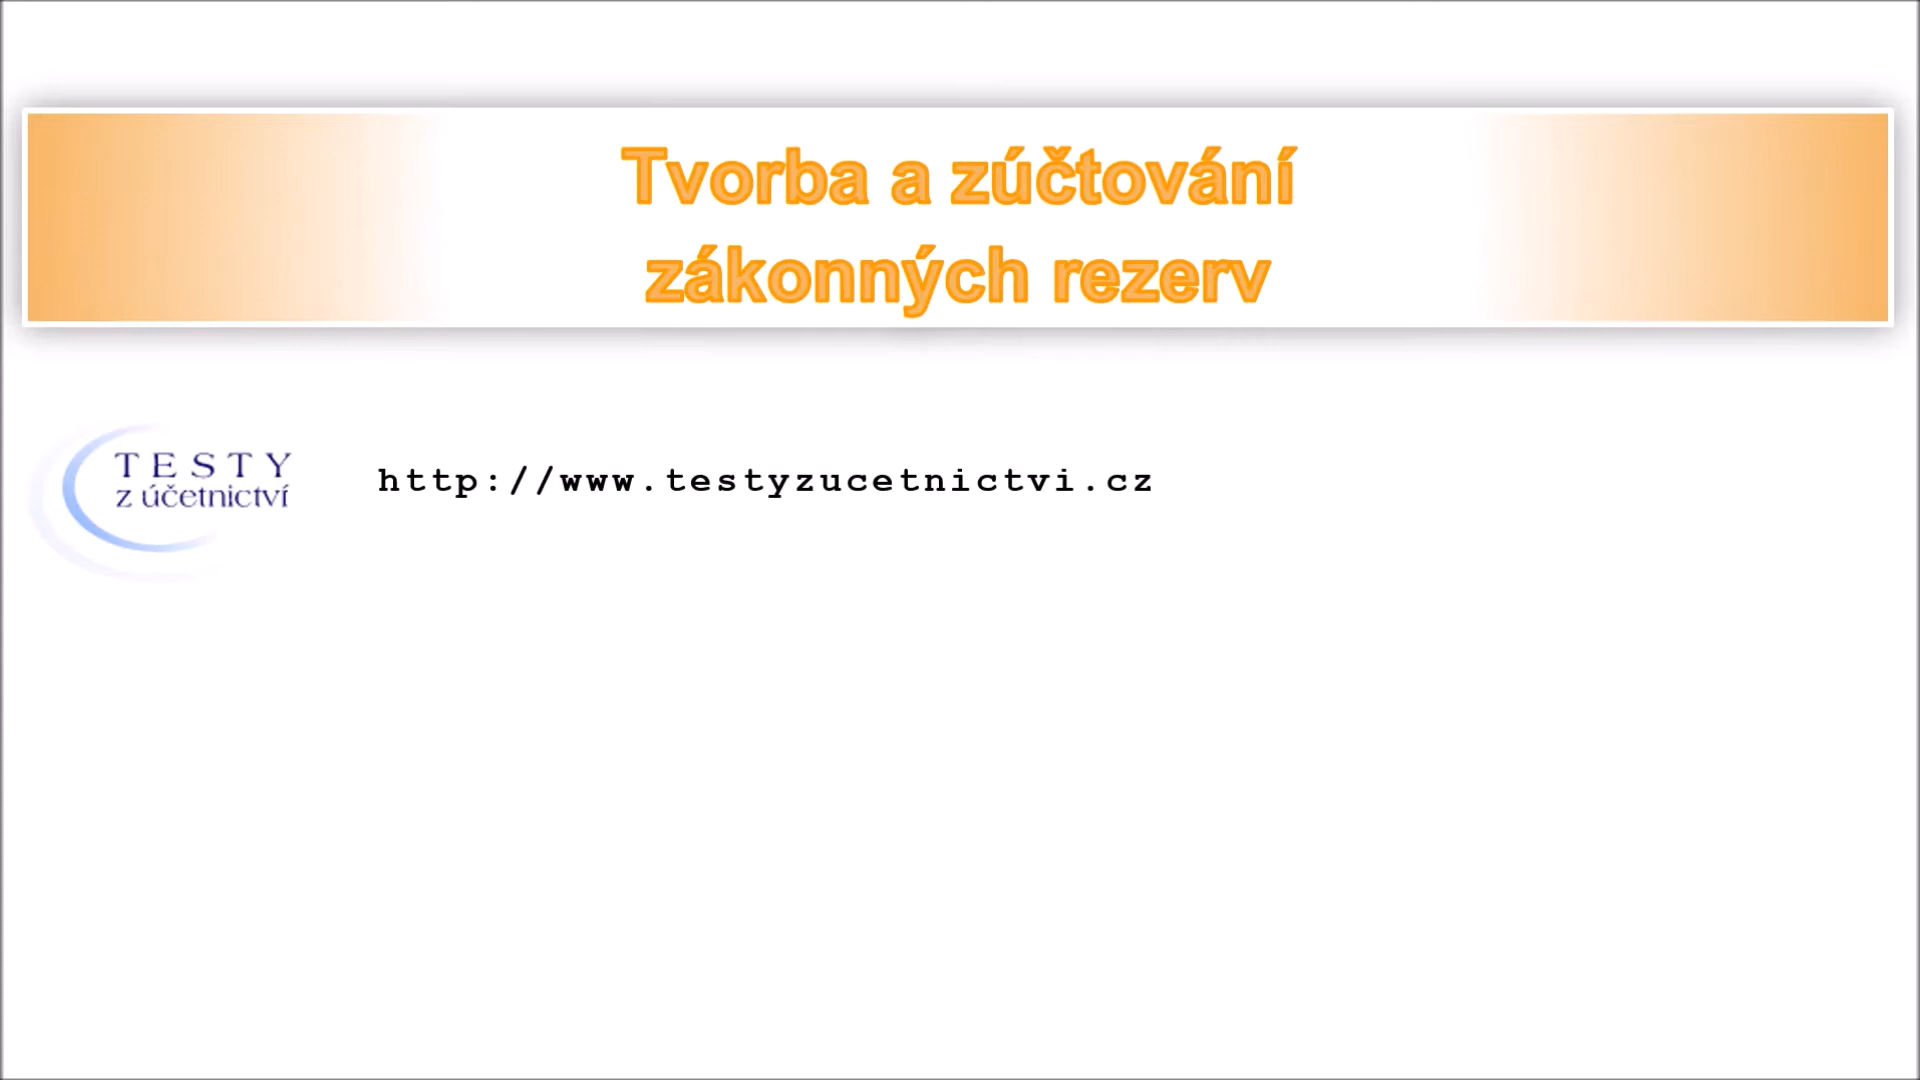 Tvorba a zúčtování
zákonných rezerv
TESTY
z účetnictví
http://www.testyzucetnictvi.cz